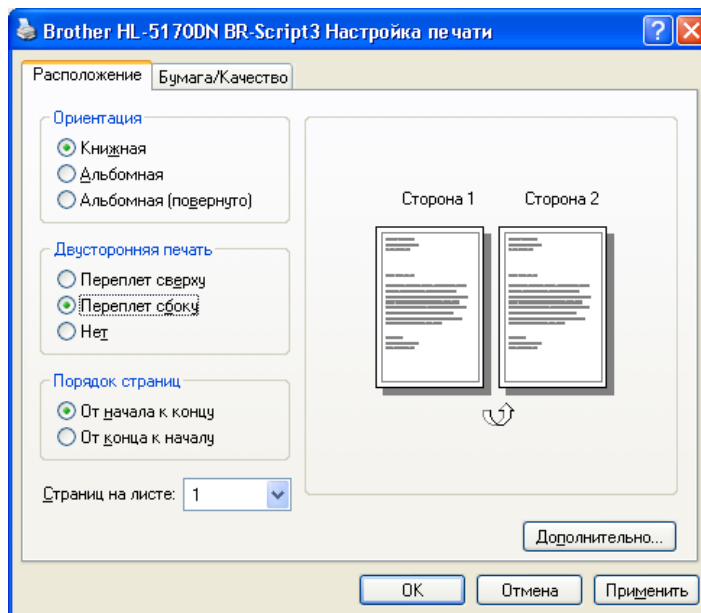 Brother HL-5170DN BR-Script3 Настройка печати
Расположение
Бумага/Качество
Ориентация
Книжная
Альбомная
Альбомная (повернуто)
Двусторонняя печать
Переплет сверху
Переплет сбоку
Нет
Порядок страниц
От начала к концу
От конца к началу
Страниц на листе: 1
Сторона 1 Сторона 2
Дополнительно...
ОК Отмена Применить